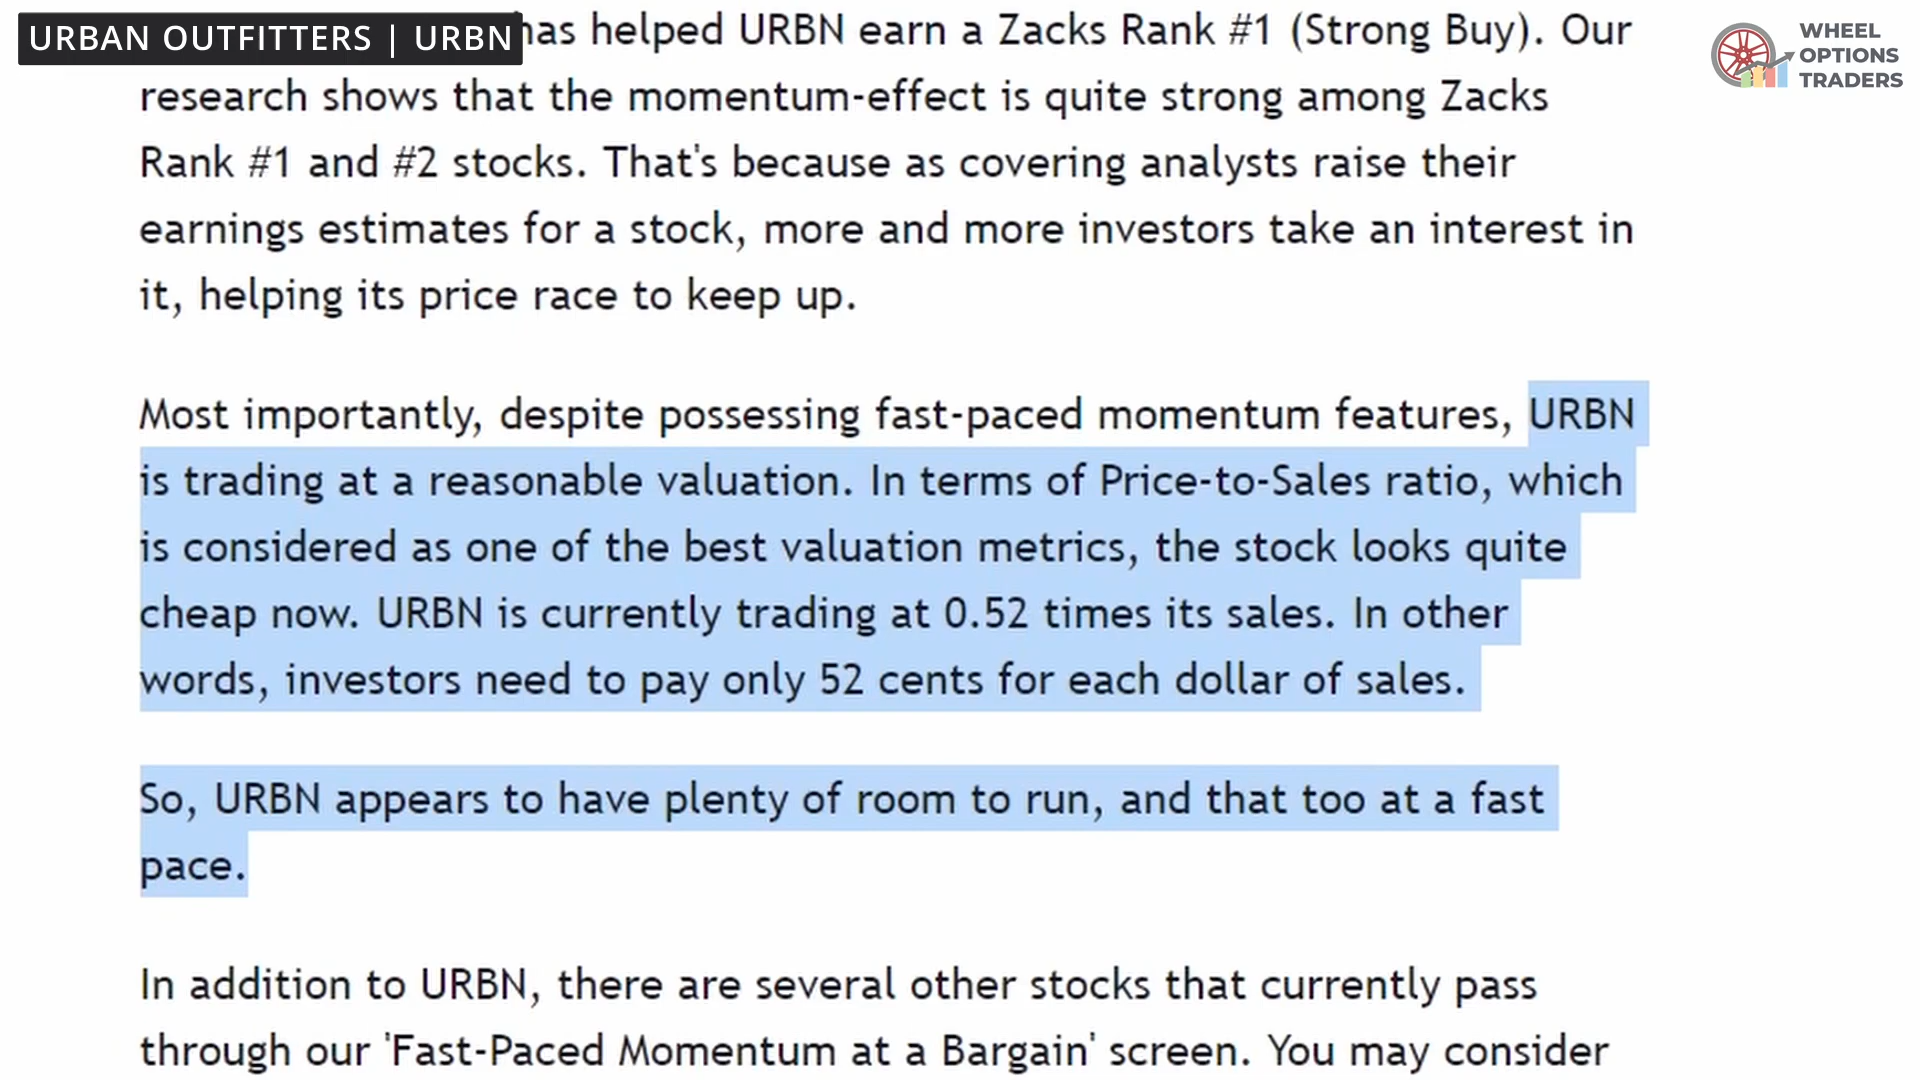 URBAN OUTFITTERS | URBN
has helped URBN earn a Zacks Rank #1 (Strong Buy). Our
research shows that the momentum-effect is quite strong among Zacks
Rank #1 and #2 stocks. That's because as covering analysts raise their
earnings estimates for a stock, more and more investors take an interest in
it, helping its price race to keep up.
Most importantly, despite possessing fast-paced momentum features, URBN
is trading at a reasonable valuation. In terms of Price-to-Sales ratio, which
is considered as one of the best valuation metrics, the stock looks quite
cheap now. URBN is currently trading at 0.52 times its sales. In other
words, investors need to pay only 52 cents for each dollar of sales.
So, URBN appears to have plenty of room to run, and that too at a fast
pace.
In addition to URBN, there are several other stocks that currently pass
through our 'Fast-Paced Momentum at a Bargain' screen. You may consider
WHEEL
OPTIONS
TRADERS